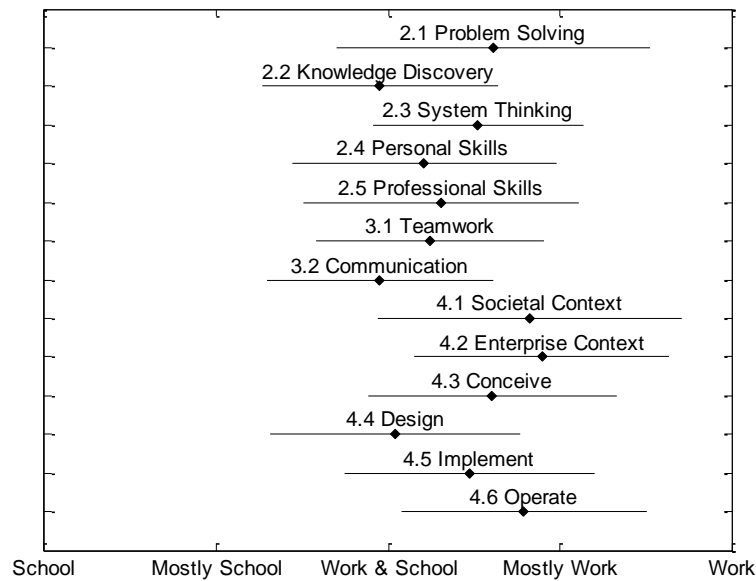 2.1 Problem Solving
2.2 Knowledge Discovery
2.3 System Thinking
2.4 Personal Skills
2.5 Professional Skills
3.1 Teamwork
3.2 Communication
4.1 Societal Context
4.2 Enterprise Context
4.3 Conceive
4.4 Design
4.5 Implement
4.6 Operate
School Mostly School Work & School Mostly Work Work